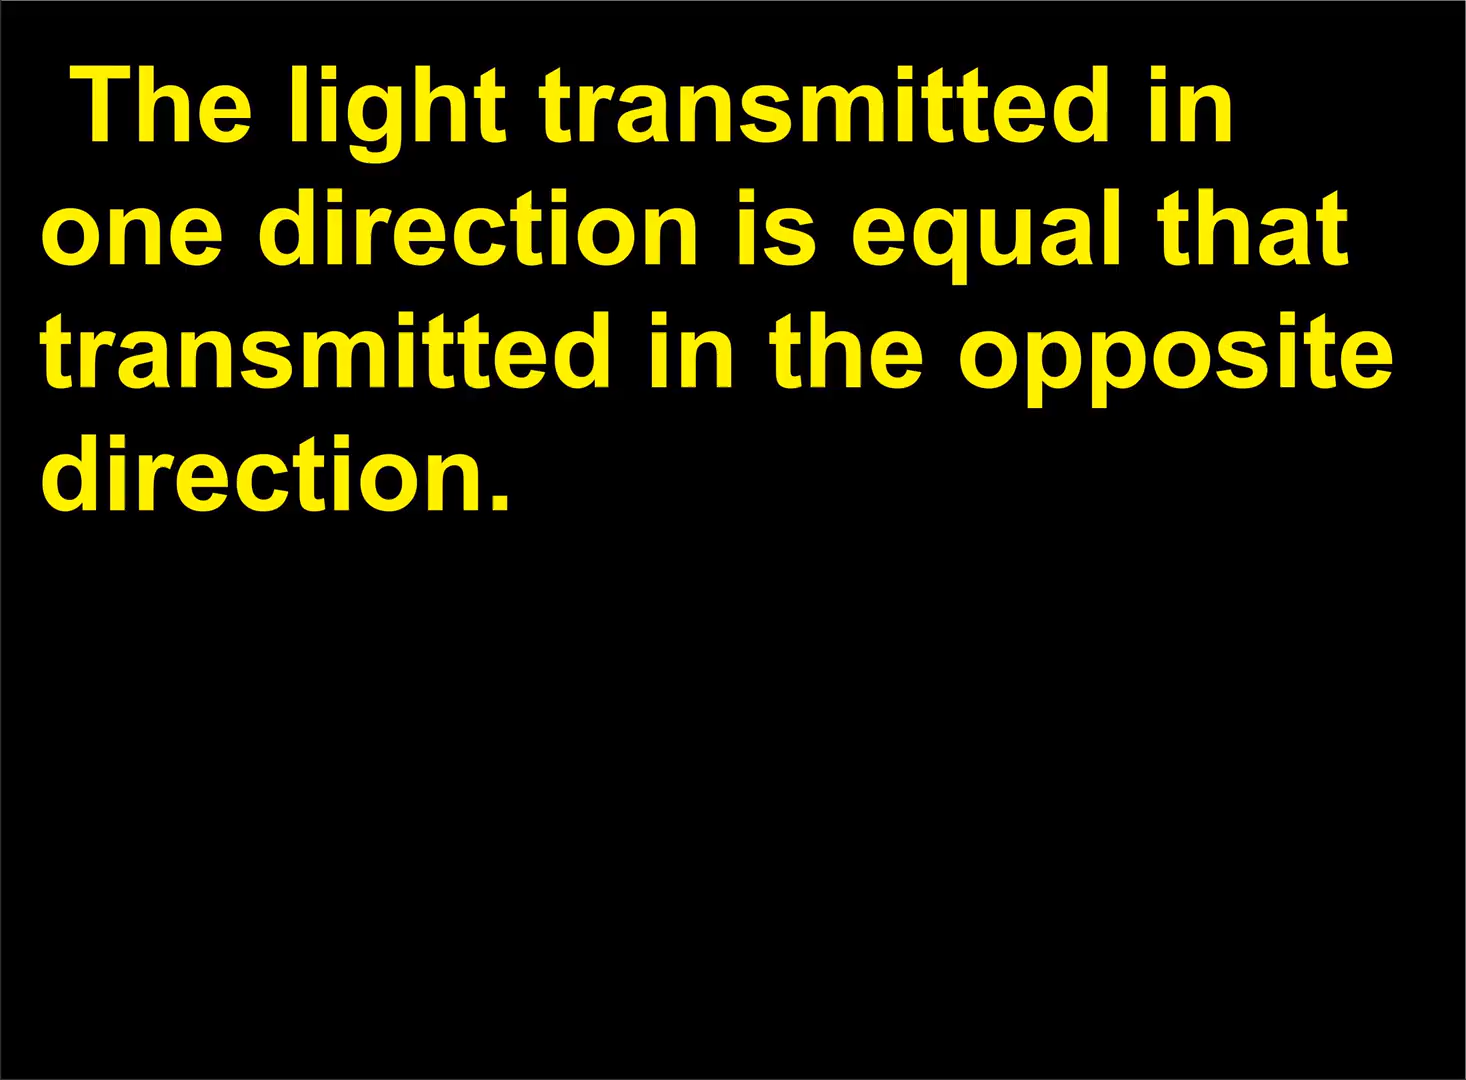 The light transmitted in
one direction is equal that
transmitted in the opposite
direction.